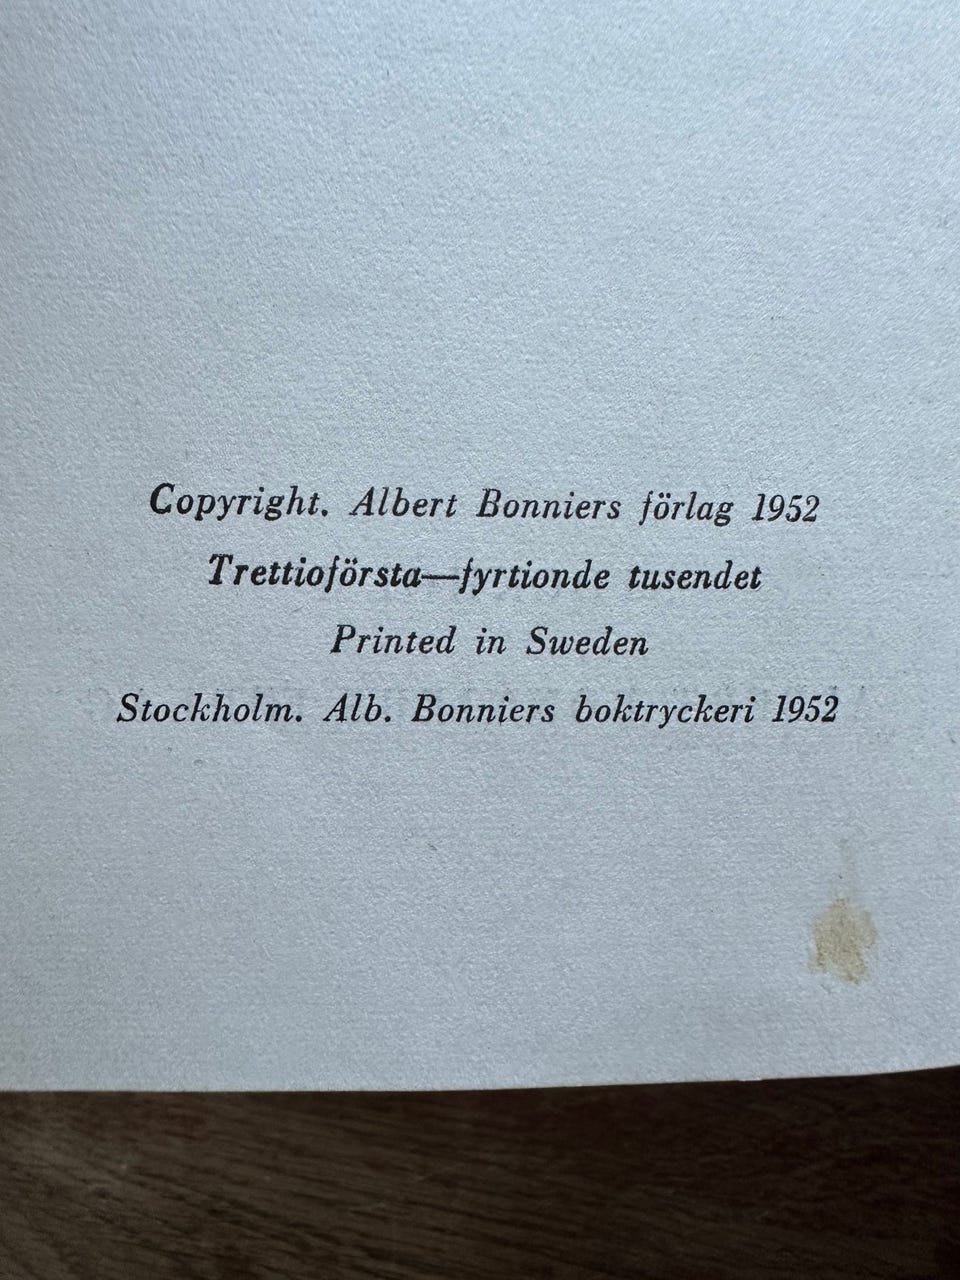 Copyright. Albert Bonniers förlag 1952
Trettioförsta—fyrtionde tusendet
Printed in Sweden
Stockholm. Alb. Bonniers boktryckeri 1952